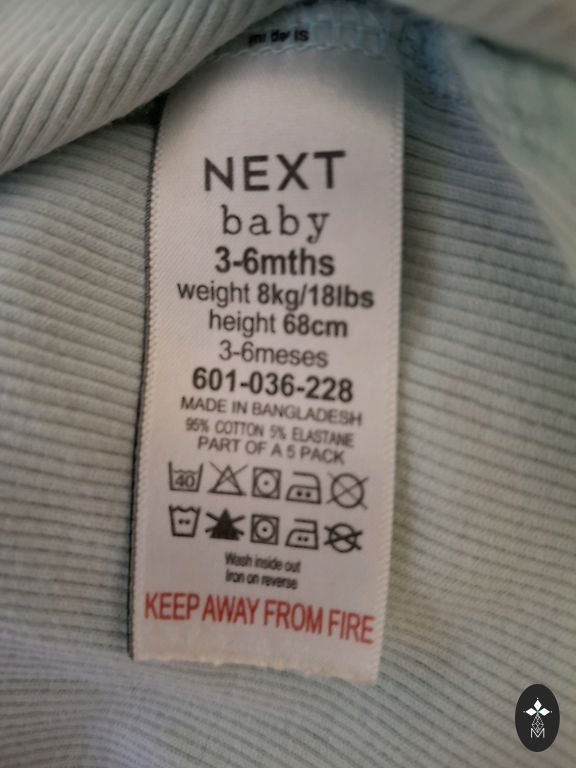 NEXT
baby
3-6mths
weight 8kg/18lbs
height 68cm
3-6meses
601-036-228
MADE IN BANGLADESH
95% COTTON 5% ELASTANE
PART OF A 5 PACK
40
Wash inside out
Iron on reverse
KEEP AWAY FROM FIRE
M